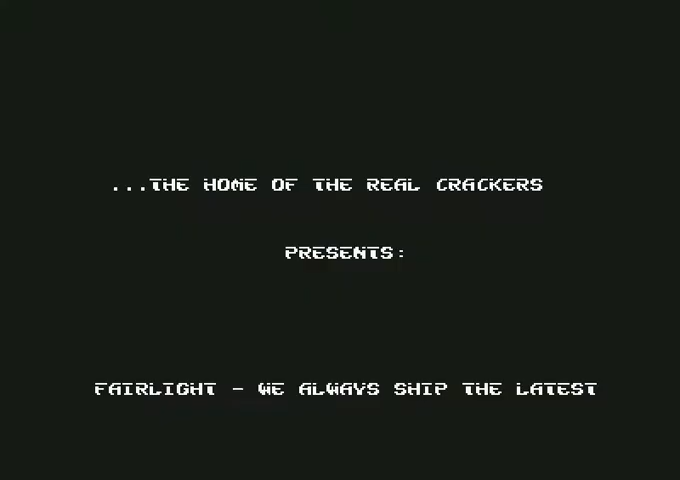 ...THE HOME OF THE REAL CRACKERS
PRESENTS:
FAIRLIGHT - WE ALWAYS SHIP THE LATEST